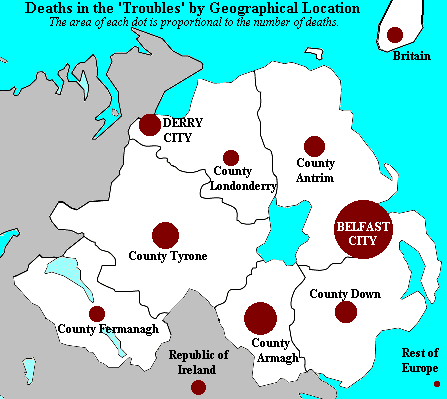 Deaths in the 'Troubles' by Geographical Location
The area of each dot is proportional to the number of deaths.
Britain
DERRY
CITY
County
Londonderry
County
Antrim
BELFAST
CITY
County Tyrone
County Down
County Fermanagh
County
Armagh
Republic of
Ireland
Rest of
Europe